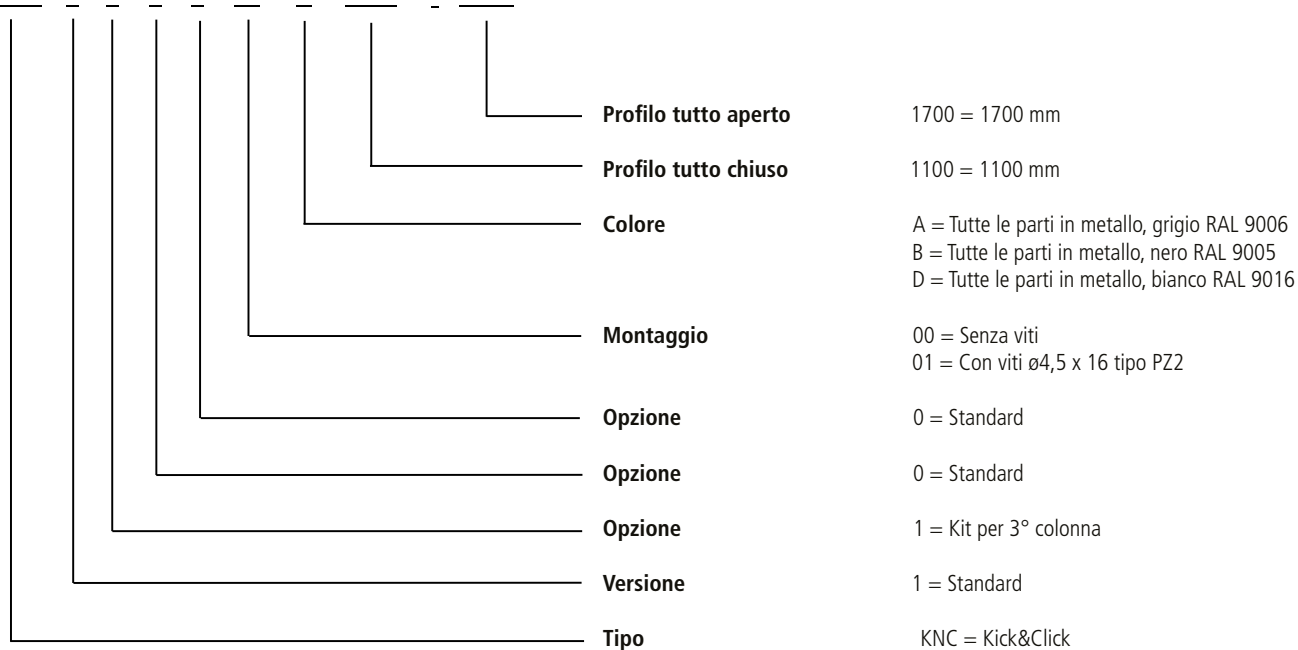 Profilo tutto aperto 1700 = 1700 mm
Profilo tutto chiuso 1100 = 1100 mm
Colore A = Tutte le parti in metallo, grigio RAL 9006
B = Tutte le parti in metallo, nero RAL 9005
D = Tutte le parti in metallo, bianco RAL 9016
Montaggio 00 = Senza viti
01 = Con viti ø4,5 x 16 tipo PZ2
Opzione 0 = Standard
Opzione 0 = Standard
Opzione 1 = Kit per 3° colonna
Versione 1 = Standard
Tipo KNC = Kick&Click